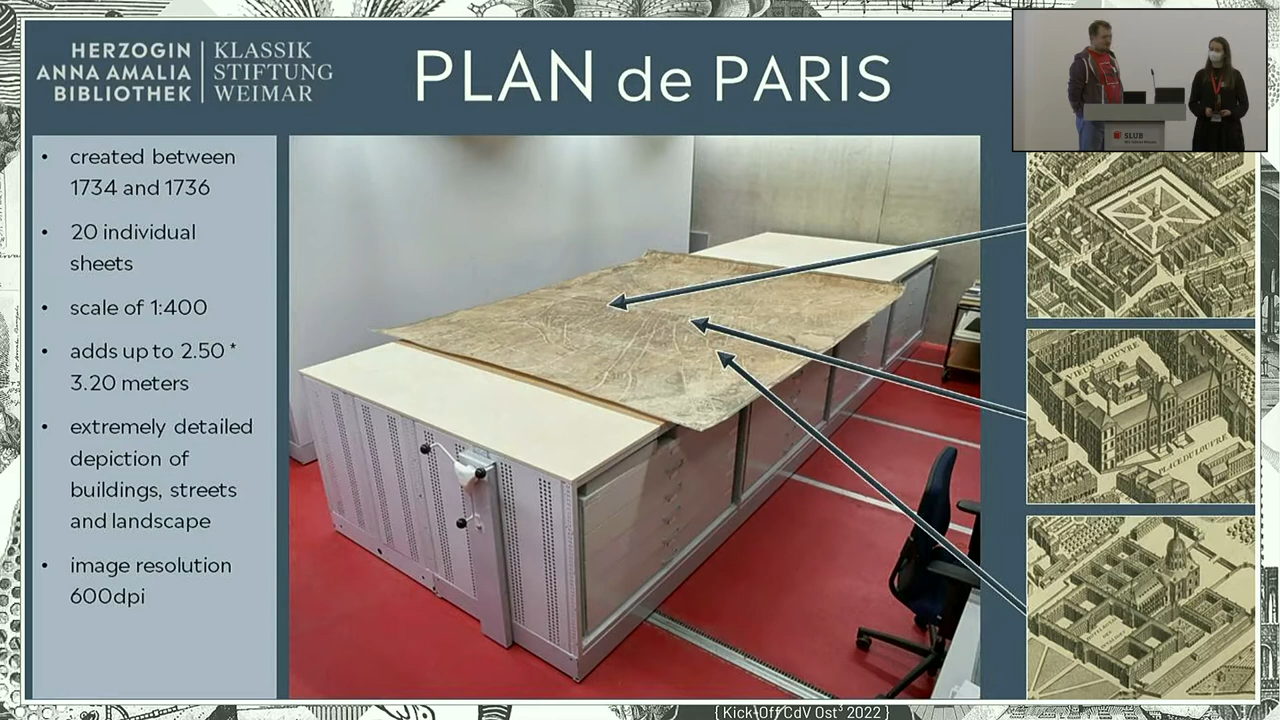 HERZOGIN
ANNA AMALIA
BIBLIOTHEK
KLASSIK
STIFTUNG
WEIMAR
PLAN de PARIS
• created between
1734 and 1736
• 20 individual
sheets
• scale of 1:400
• adds up to 2.50 *
3.20 meters
• extremely detailed
depiction of
buildings, streets
and landscape
• image resolution
600dpi
SLUB
VIEUX LOUVRE
PLACE DU LOUVRE
{ Kick-Off CdV Ost³ 2022 }